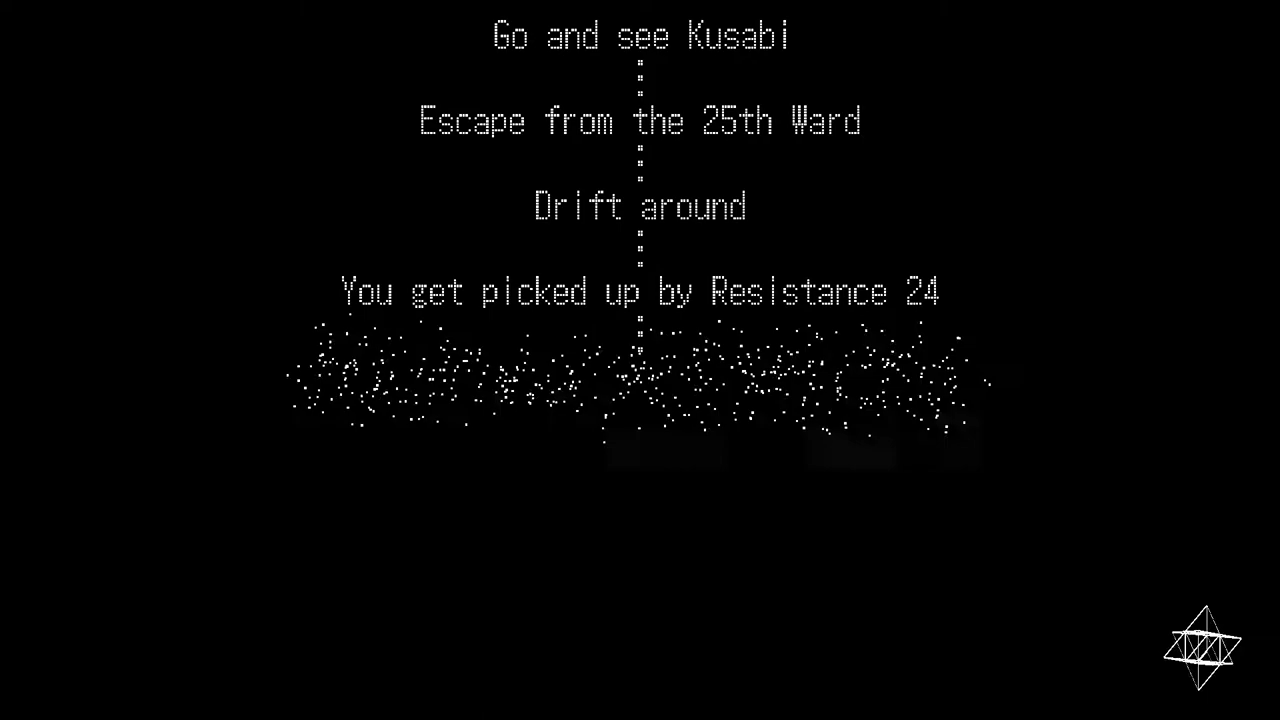 Go and see Kusabi
Escape from the 25th Ward
Drift around
You get picked up by Resistance 24